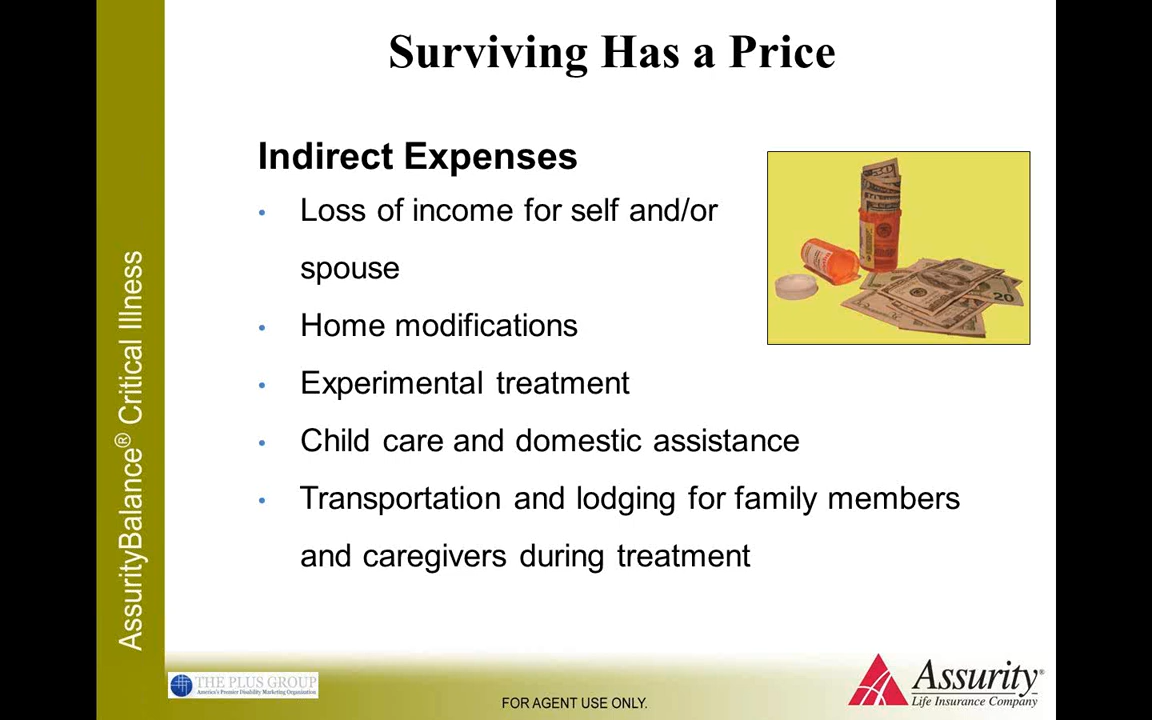 Surviving Has a Price
Indirect Expenses
• Loss of income for self and/or
spouse
• Home modifications
• Experimental treatment
• Child care and domestic assistance
• Transportation and lodging for family members
and caregivers during treatment
AssurityBalance® Critical Illness
50
20
THE PLUS GROUP
America's Premier Disability Marketing Organization
FOR AGENT USE ONLY.
Assurity®
Life Insurance Company